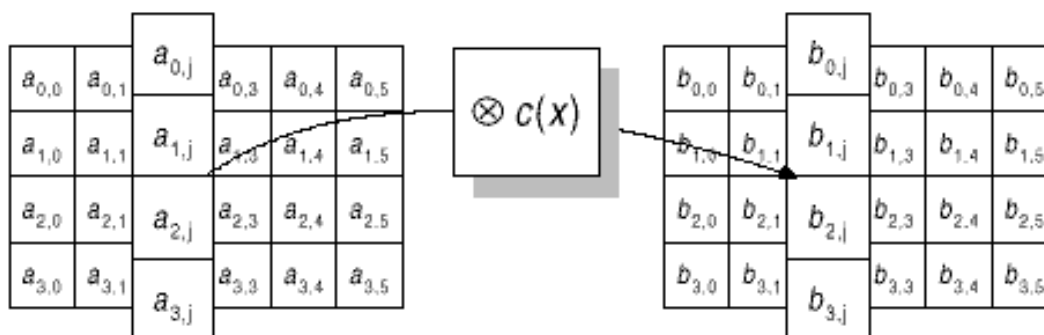 a0,j b0,j
a0,0 a0,1 a0,3 a0,4 a0,5 b0,0 b0,1 b0,3 b0,4 b0,5
⊗ c(x)
a1,j b1,j
a1,0 a1,1 a1,3 a1,4 a1,5 b1,0 b1,1 b1,3 b1,4 b1,5
a2,0 a2,1 a2,j a2,3 a2,4 a2,5 b2,0 b2,1 b2,j b2,3 b2,4 b2,5
a3,0 a3,1 a3,3 a3,4 a3,5 b3,0 b3,1 b3,3 b3,4 b3,5
a3,j b3,j